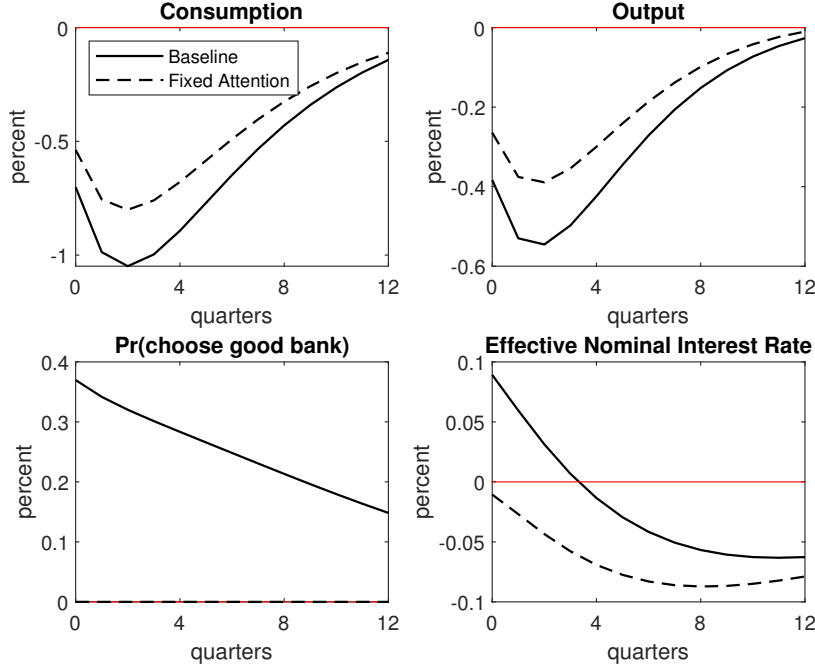 Consumption
0
-0.5
-1
percent
Baseline
Fixed Attention
0
4
8
12
quarters
Output
0
-0.2
-0.4
-0.6
percent
0
4
8
12
quarters
Pr(choose good bank)
0.4
0.3
0.2
0.1
0
percent
0
4
8
12
quarters
Effective Nominal Interest Rate
0.1
0.05
0
-0.05
-0.1
percent
0
4
8
12
quarters